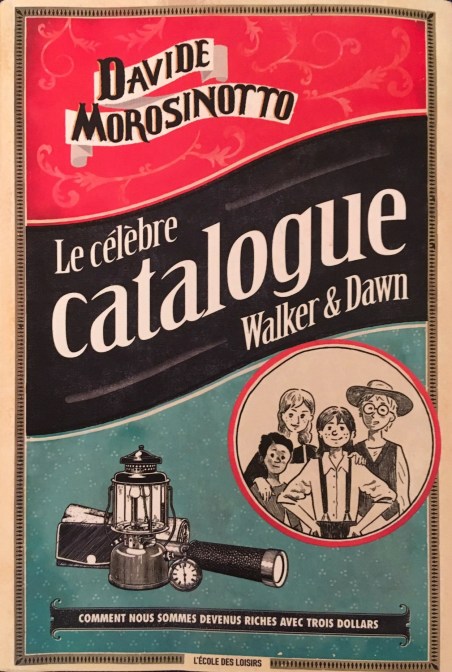 DAVIDE
MOROSINOTTO
Le célèbre
catalogue
Walker & Dawn
COMMENT NOUS SOMMES DEVENUS RICHES AVEC TROIS DOLLARS
L'ÉCOLE DES LOISIRS